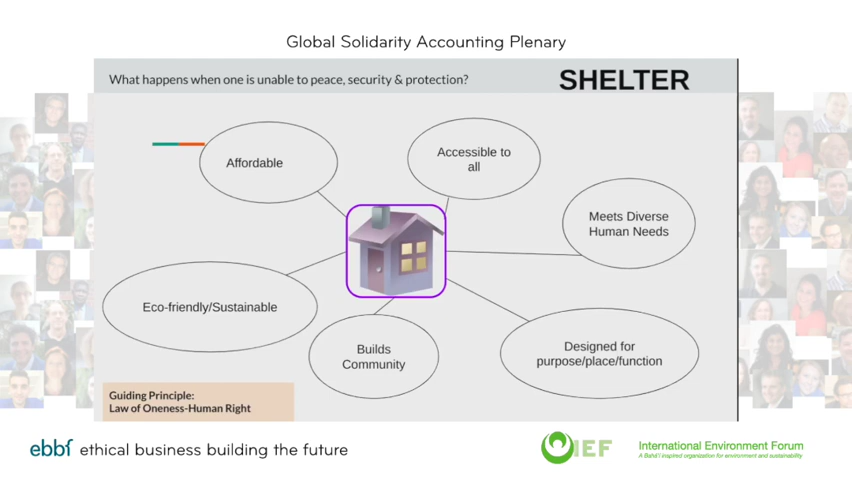 Global Solidarity Accounting Plenary
What happens when one is unable to peace, security & protection?
SHELTER
Affordable
Accessible to
all
Meets Diverse
Human Needs
Eco-friendly/Sustainable
Builds
Community
Designed for
purpose/place/function
Guiding Principle:
Law of Oneness-Human Right
ebbf ethical business building the future
IEF
International Environment Forum
A Bahá'í inspired organization for environment and sustainability